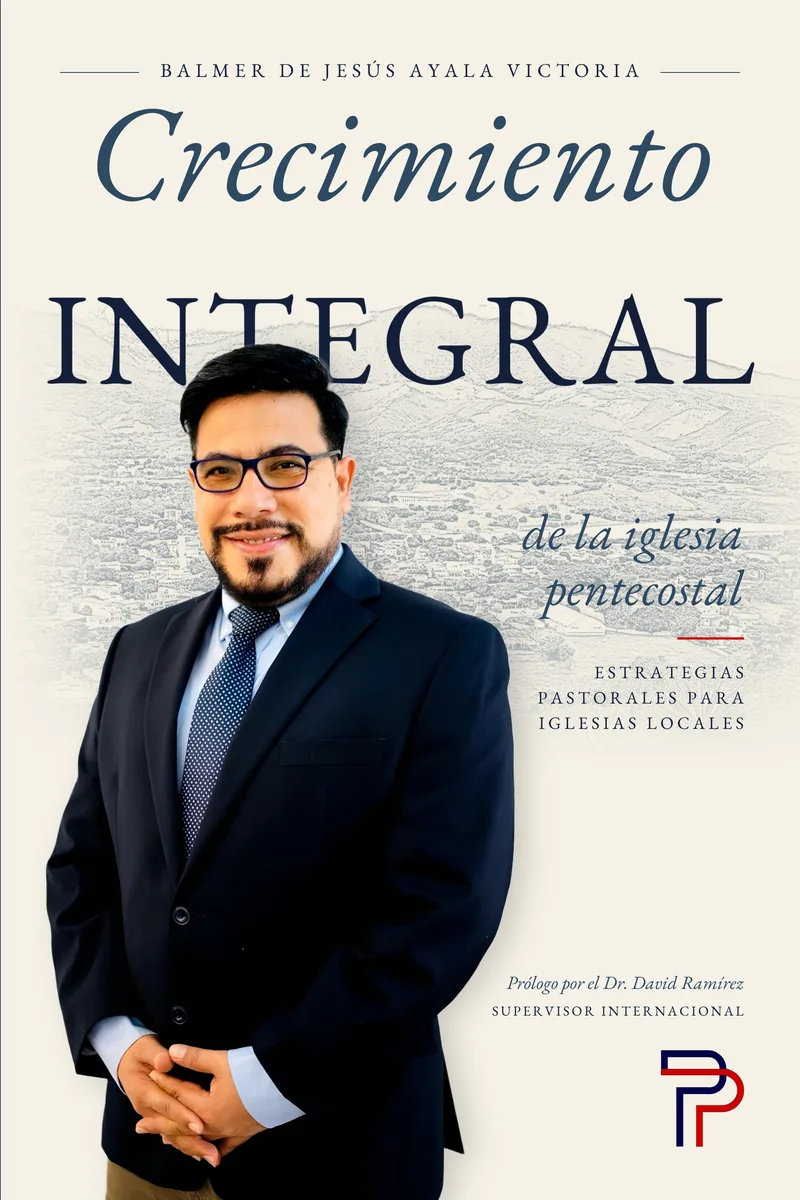 BALMER DE JESÚS AYALA VICTORIA
Crecimiento
INTEGRAL
de la iglesia
pentecostal
ESTRATEGIAS
PASTORALES PARA
IGLESIAS LOCALES
Prólogo por el Dr. David Ramírez
SUPERVISOR INTERNACIONAL
PP